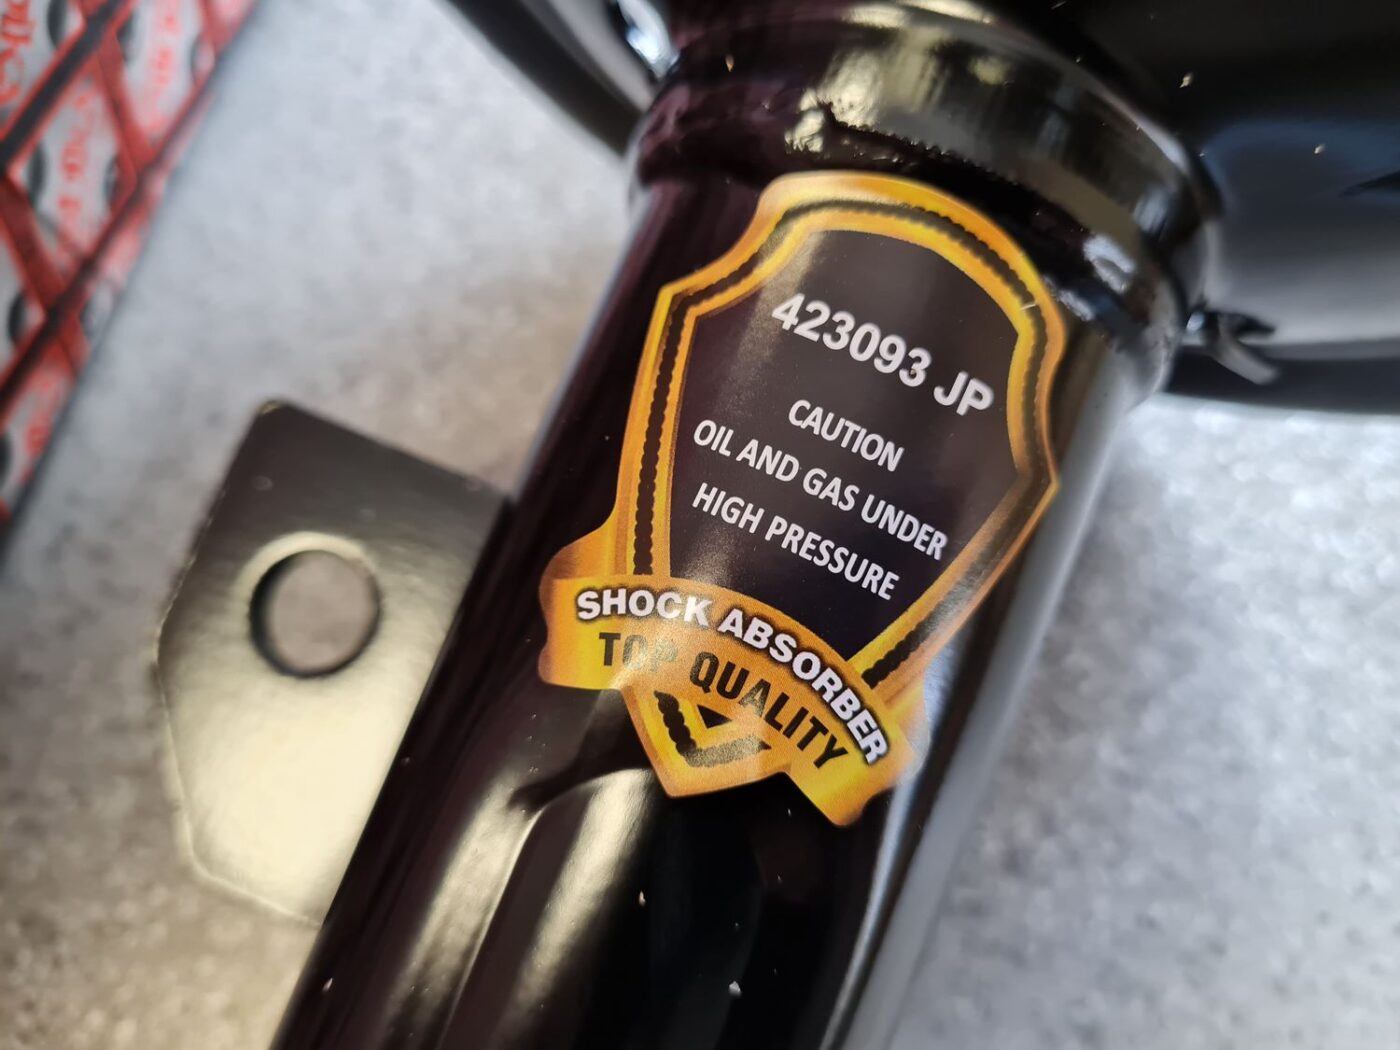 423093 JP
CAUTION
OIL AND GAS UNDER
HIGH PRESSURE
SHOCK ABSORBER
TOP QUALITY